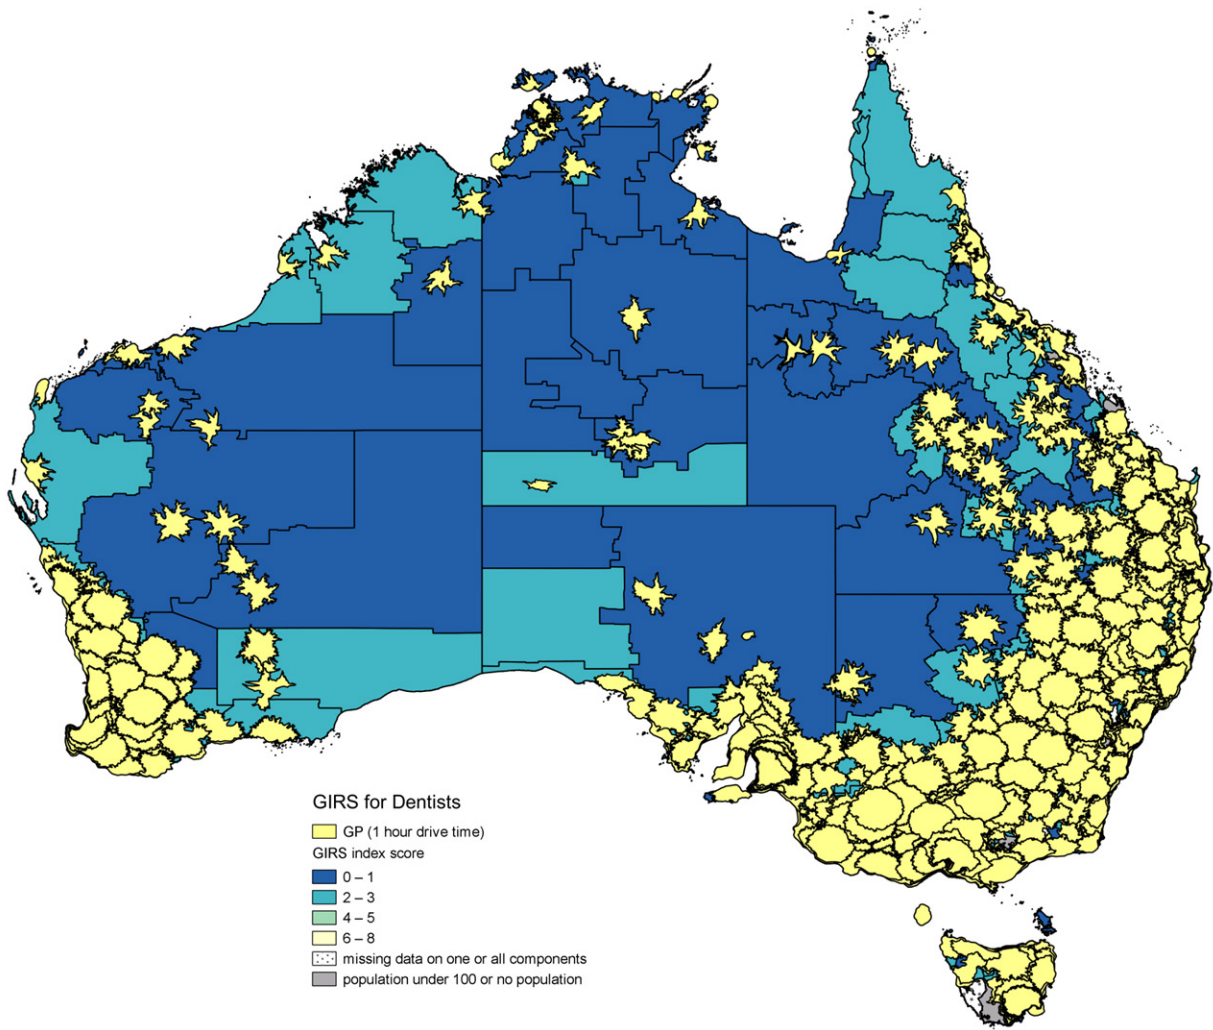 GIRS for Dentists
GP (1 hour drive time)
GIRS index score
0 – 1
2 – 3
4 – 5
6 – 8
missing data on one or all components
population under 100 or no population